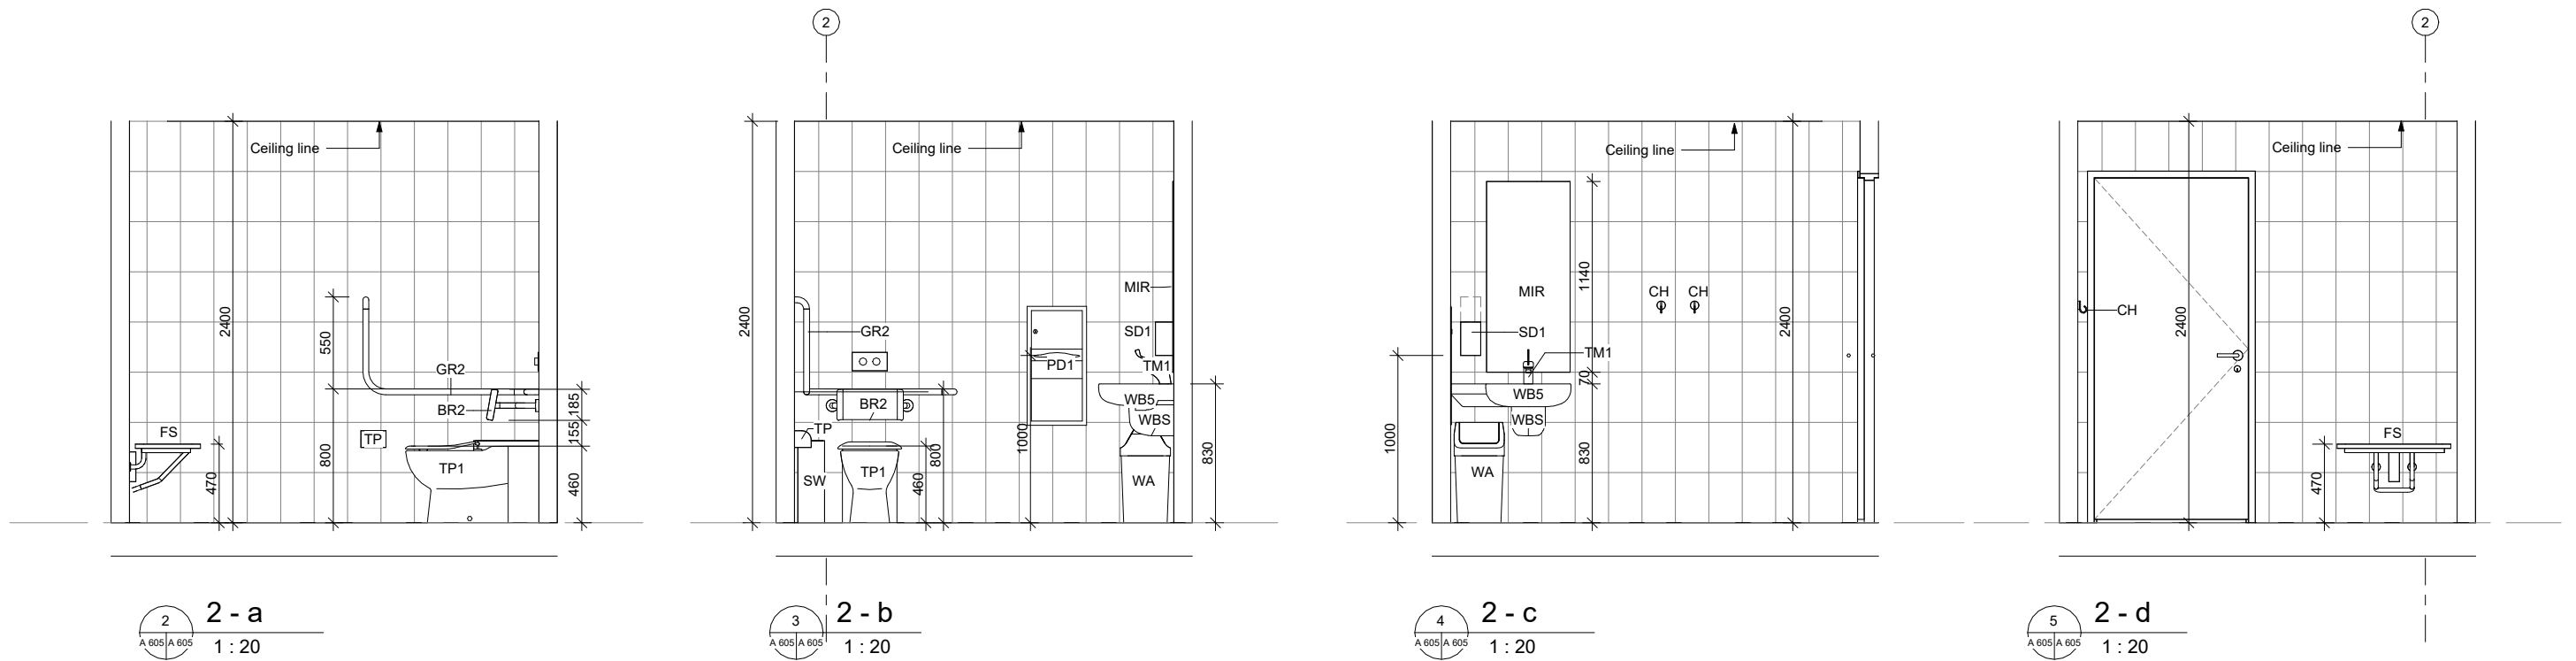 2
2
Ceiling line
2400
550
GR2
BR2
185
155
FS
TP
800
TP1
470
460
Ceiling line
2400
MIR
GR2
SD1
PD1
TM1
BR2
WB5
WBS
TP
1000
800
830
SW
TP1
460
WA
Ceiling line
1140
MIR
CH
CH
SD1
2400
TM1
70
WB5
WBS
1000
830
WA
Ceiling line
CH
2400
FS
470
2
2 - a
A 605
A 605
1 : 20
3
2 - b
A 605
A 605
1 : 20
4
2 - c
A 605
A 605
1 : 20
5
2 - d
A 605
A 605
1 : 20